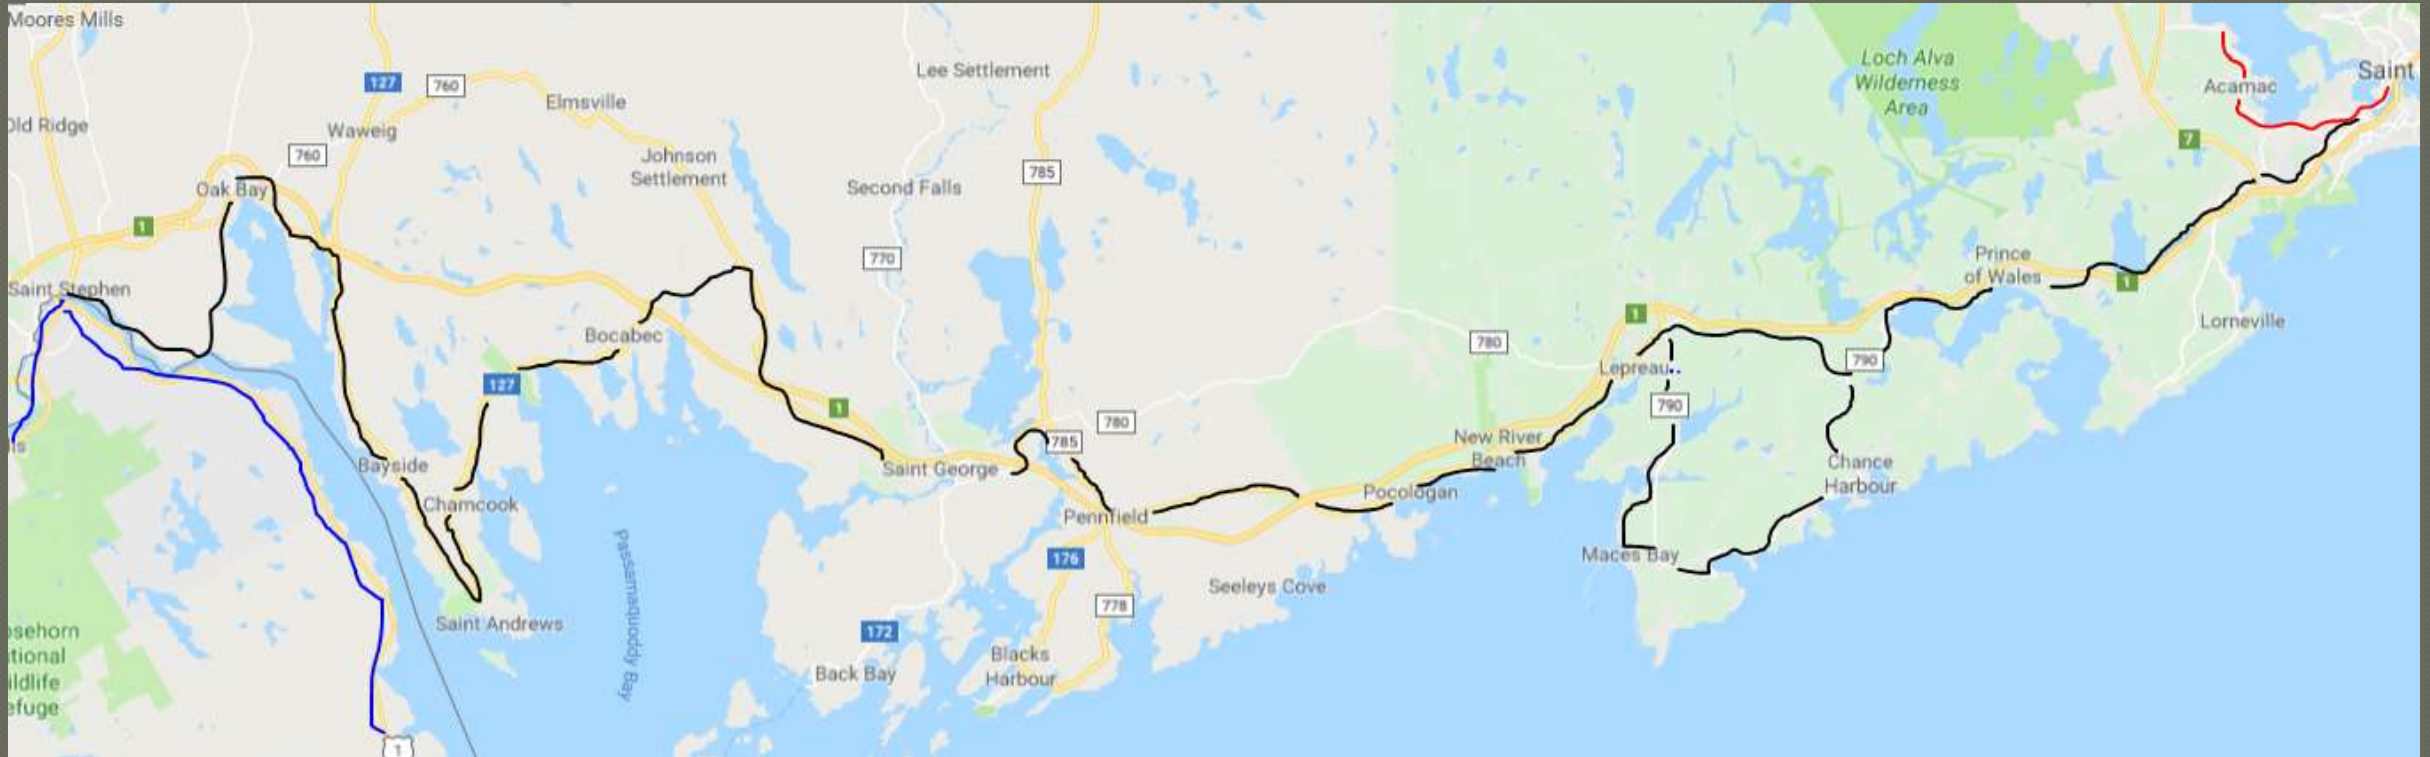 Moores Mills
Lee Settlement
Loch Alva
Wilderness
Area
Saint
127
760
Acamac
Elmsville
Old Ridge
Waweig
7
760
Johnson
Settlement
785
Oak Bay
Second Falls
1
770
Prince
of Wales
1
Saint Stephen
1
Lorneville
Bocabec
780
790
Lepreau
127
1
790
780
785
New River
Beach
Bayside
Saint George
Chance
Harbour
Chamcook
Pocologan
Pennfield
Maces Bay
176
Passamaquoddy Bay
Seeleys Cove
778
Saint Andrews
172
Blacks
Harbour
Back Bay
1